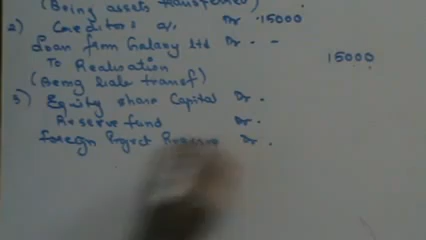 (Being assets transferred)
2) Creditors a/c Dr 15000
Loan from Galaxy Ltd Dr . -
To Realisation 15000
(Being liab transf)
3) Equity share Capital Dr .
Reserve fund Dr .
Foreign Project Reserve Dr .